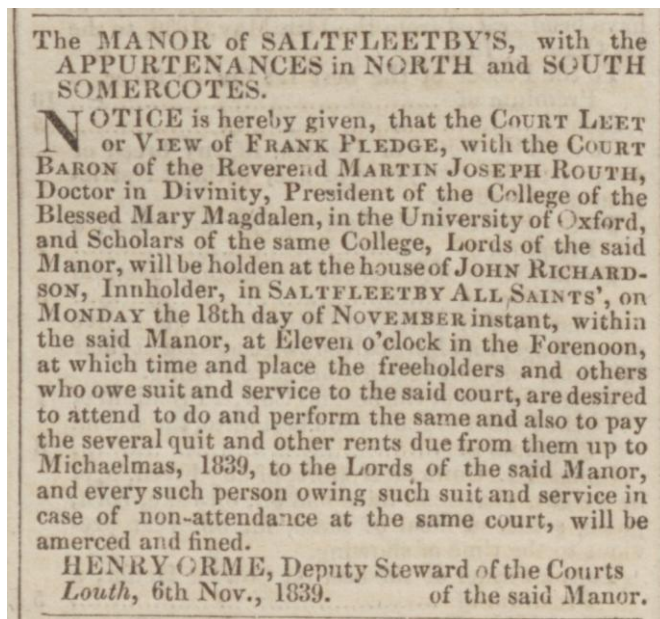 The MANOR of SALTFLEETBY'S, with the
APPURTENANCES in NORTH and SOUTH
SOMERCOTES.
NOTICE is hereby given, that the COURT LEET
or VIEW of FRANK PLEDGE, with the COURT
BARON of the Reverend MARTIN JOSEPH ROUTH,
Doctor in Divinity, President of the College of the
Blessed Mary Magdalen, in the University of Oxford,
and Scholars of the same College, Lords of the said
Manor, will be holden at the house of JOHN RICHARD-
SON, Innholder, in SALTFLEETBY ALL SAINTS', on
MONDAY the 18th day of NOVEMBER instant, within
the said Manor, at Eleven o'clock in the Forenoon,
at which time and place the freeholders and others
who owe suit and service to the said court, are desired
to attend to do and perform the same and also to pay
the several quit and other rents due from them up to
Michaelmas, 1839, to the Lords of the said Manor,
and every such person owing such suit and service in
case of non-attendance at the same court, will be
amerced and fined.
HENRY ORME, Deputy Steward of the Courts
Louth, 6th Nov., 1839. of the said Manor.